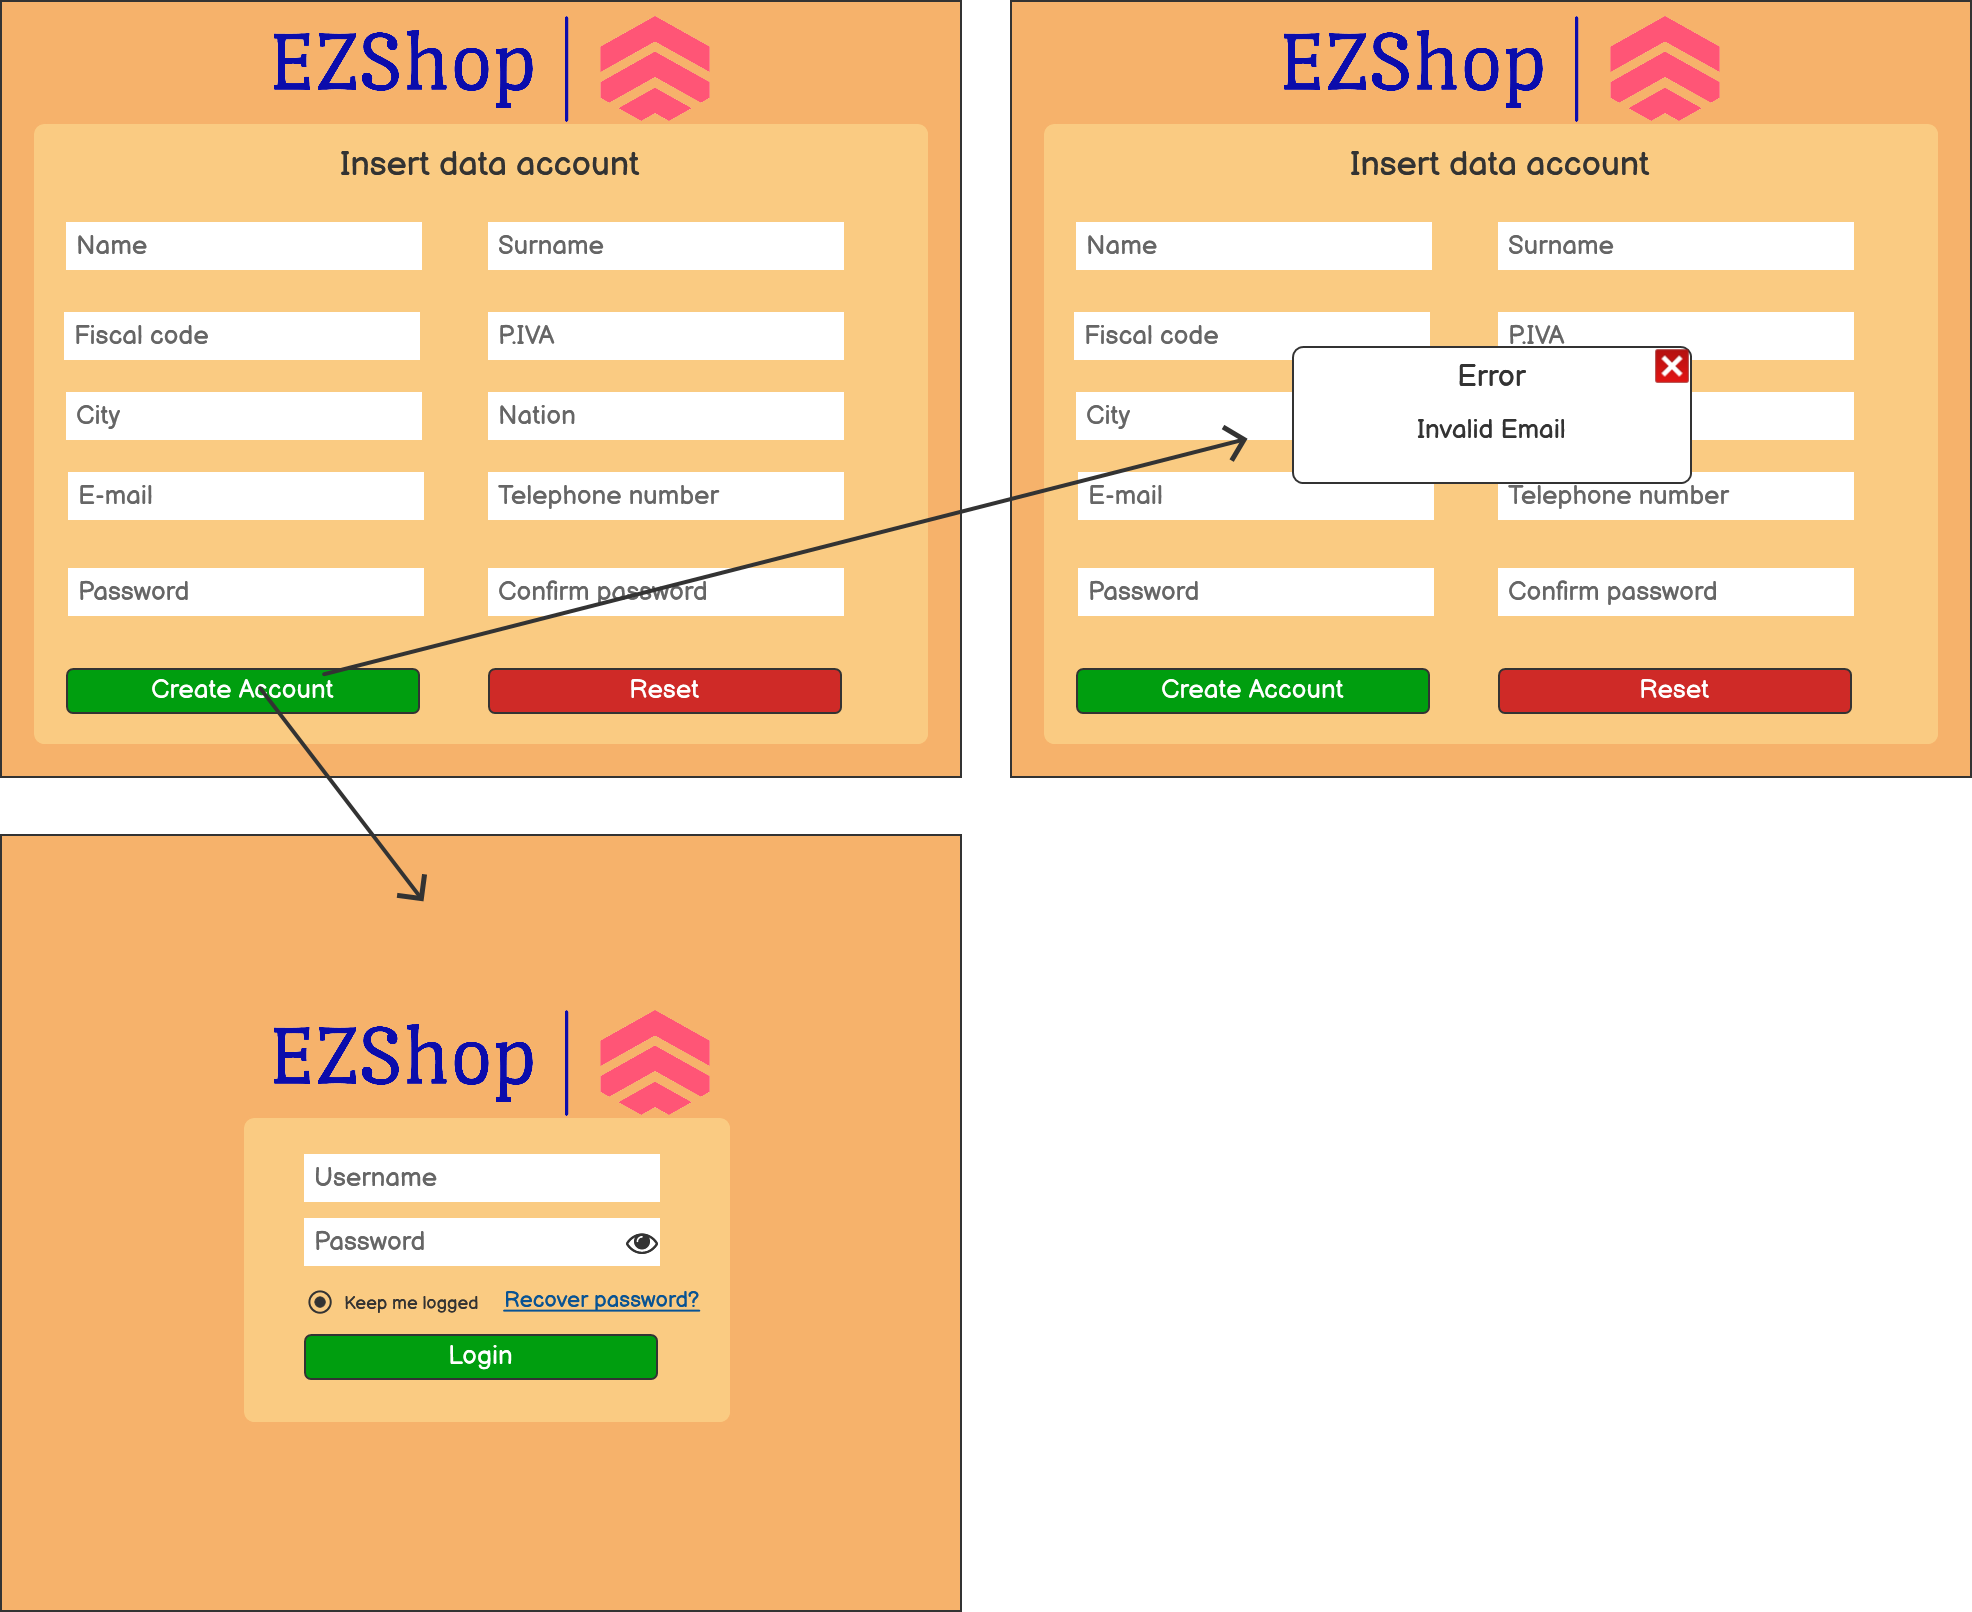 EZShop
Insert data account
Name
Surname
Fiscal code
P.IVA
City
Nation
E-mail
Telephone number
Password
Confirm password
Create Account
Reset
EZShop
Insert data account
Name
Surname
Fiscal code
P.IVA
Error
Invalid Email
City
E-mail
Telephone number
Password
Confirm password
Create Account
Reset
EZShop
Username
Password
Keep me logged
Recover password?
Login